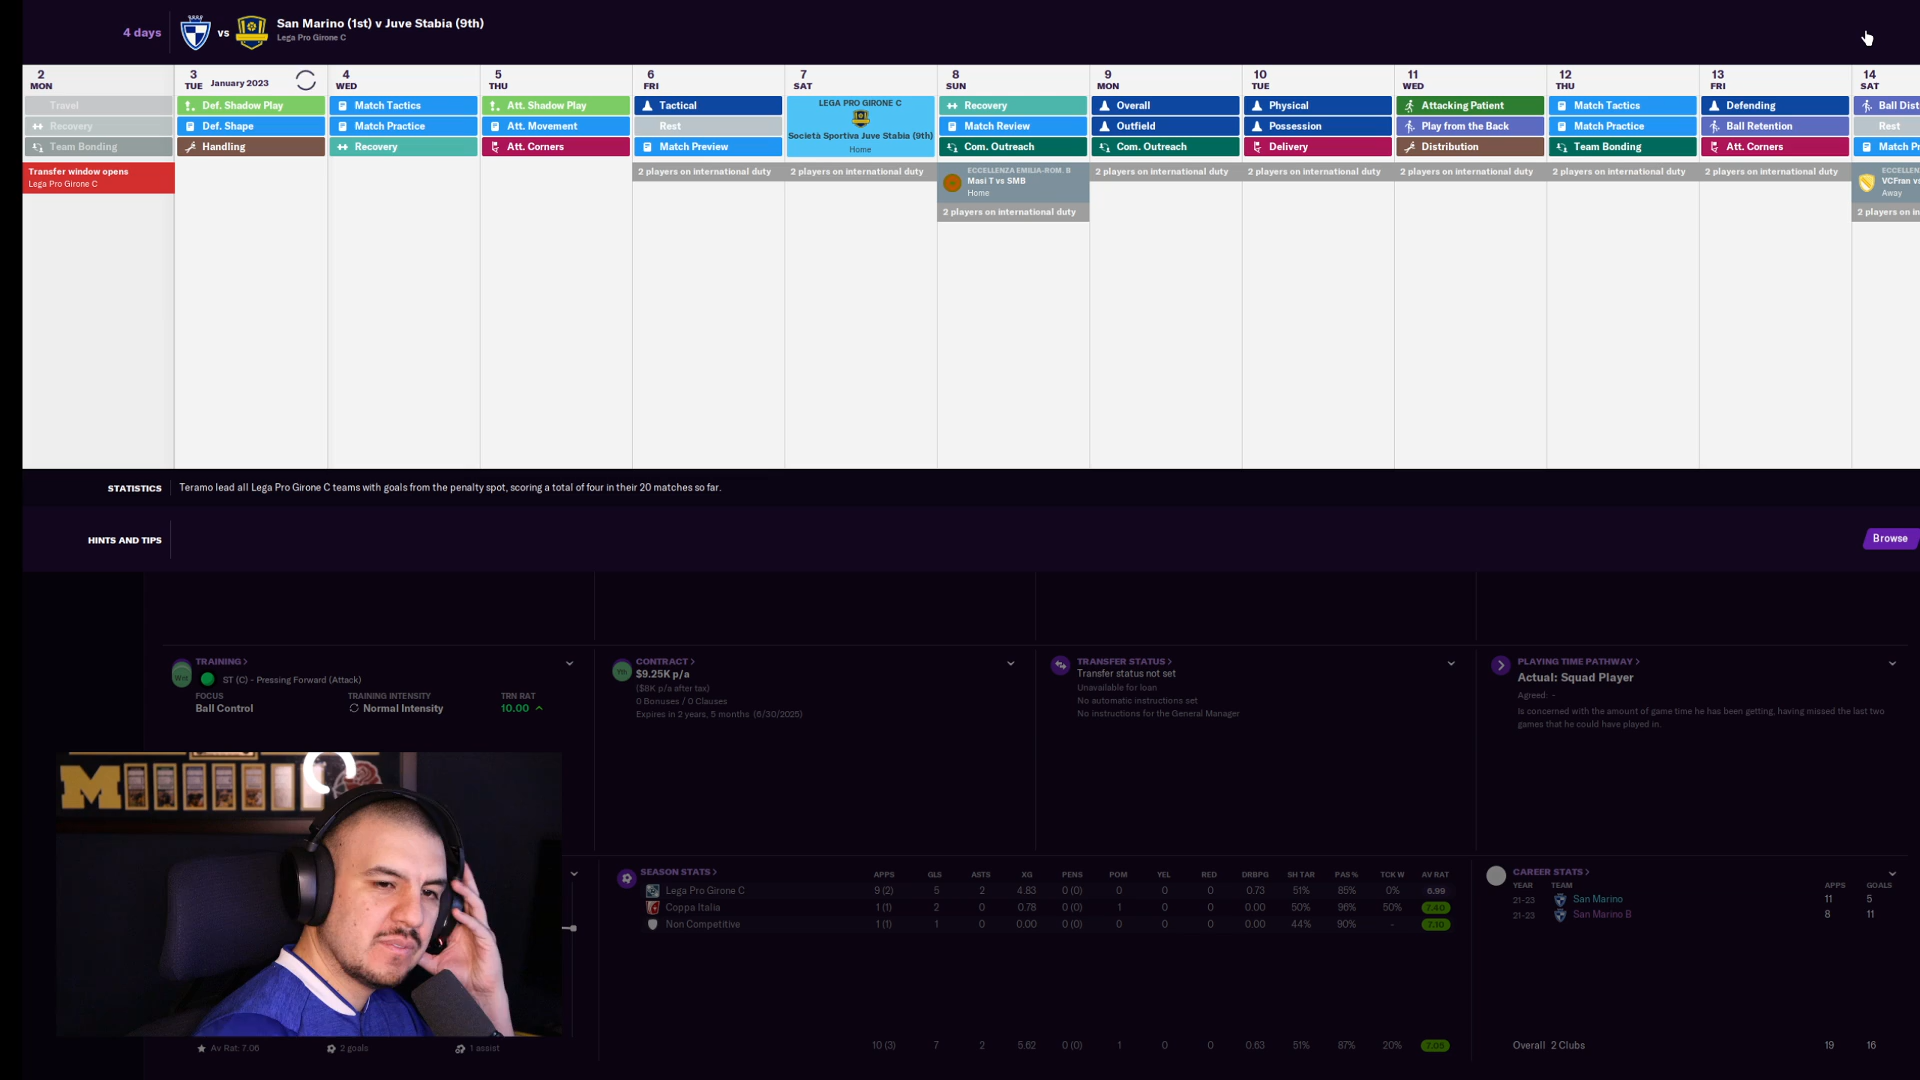 4 days
vs
San Marino (1st) v Juve Stabia (9th)
Lega Pro Girone C
2
MON
Travel
Recovery
Team Bonding
Transfer window opens
Lega Pro Girone C
3
TUE January 2023
Def. Shadow Play
Def. Shape
Handling
4
WED
Match Tactics
Match Practice
Recovery
5
THU
Att. Shadow Play
Att. Movement
Att. Corners
6
FRI
Tactical
Rest
Match Preview
2 players on international duty
7
SAT
LEGA PRO GIRONE C
Societa Sportiva Juve Stabia (9th)
Home
2 players on international duty
8
SUN
Recovery
Match Review
Com. Outreach
ECCELLENZA EMILIA-ROM. B
Masi T vs SMB
Home
2 players on international duty
9
MON
Overall
Outfield
Com. Outreach
2 players on international duty
10
TUE
Physical
Possession
Delivery
2 players on international duty
11
WED
Attacking Patient
Play from the Back
Distribution
2 players on international duty
12
THU
Match Tactics
Match Practice
Team Bonding
2 players on international duty
13
FRI
Defending
Ball Retention
Att. Corners
2 players on international duty
14
SAT
Ball Dist
Rest
Match Pr
ECCELLEN
VCFran vs
Away
2 players on in
STATISTICS
Teramo lead all Lega Pro Girone C teams with goals from the penalty spot, scoring a total of four in their 20 matches so far.
HINTS AND TIPS
Browse
TRAINING >
ST (C) - Pressing Forward (Attack)
FOCUS TRAINING INTENSITY TRN RAT
Ball Control Normal Intensity 10.00
CONTRACT >
$9.25K p/a
($8K p/a after tax)
0 Bonuses / 0 Clauses
Expires in 2 years, 5 months (6/30/2025)
TRANSFER STATUS >
Transfer status not set
Unavailable for loan
No automatic instructions set
No instructions for the General Manager
PLAYING TIME PATHWAY >
Actual: Squad Player
Agreed: -
Is concerned with the amount of game time he has been getting, having missed the last two
games that he could have played in.
M
SEASON STATS > APPS GLS ASTS XG PENS POM YEL RED DRBPG SH TAR PAS % TCK W AV RAT
Lega Pro Girone C 9 (2) 5 2 4.83 0 (0) 0 0 0 0.73 51% 85% 0% 6.99
Coppa Italia 1 (1) 2 0 0.78 0 (0) 1 0 0 0.00 50% 96% 50% 7.40
Non Competitive 1 (1) 1 0 0.00 0 (0) 0 0 0 0.00 44% 90% - 7.10
10 (3) 7 2 5.62 0 (0) 1 0 0 0.63 51% 87% 20% 7.05
CAREER STATS >
YEAR TEAM APPS GOALS
21-23 San Marino 11 5
21-23 San Marino B 8 11
Overall 2 Clubs 19 16
Av Rat: 7.06 2 goals 1 assist